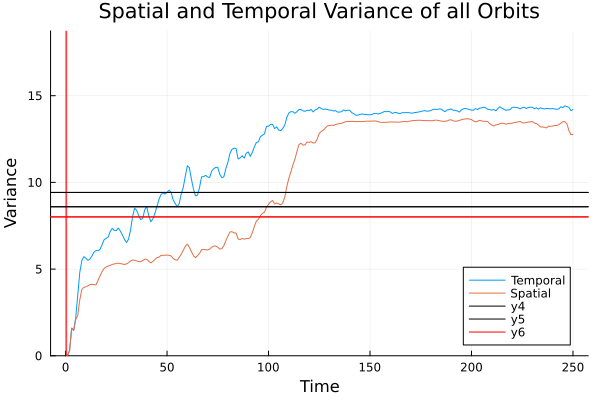 Spatial and Temporal Variance of all Orbits
Variance
15
10
5
0
0 50 100 150 200 250
Time
Temporal
Spatial
y4
y5
y6